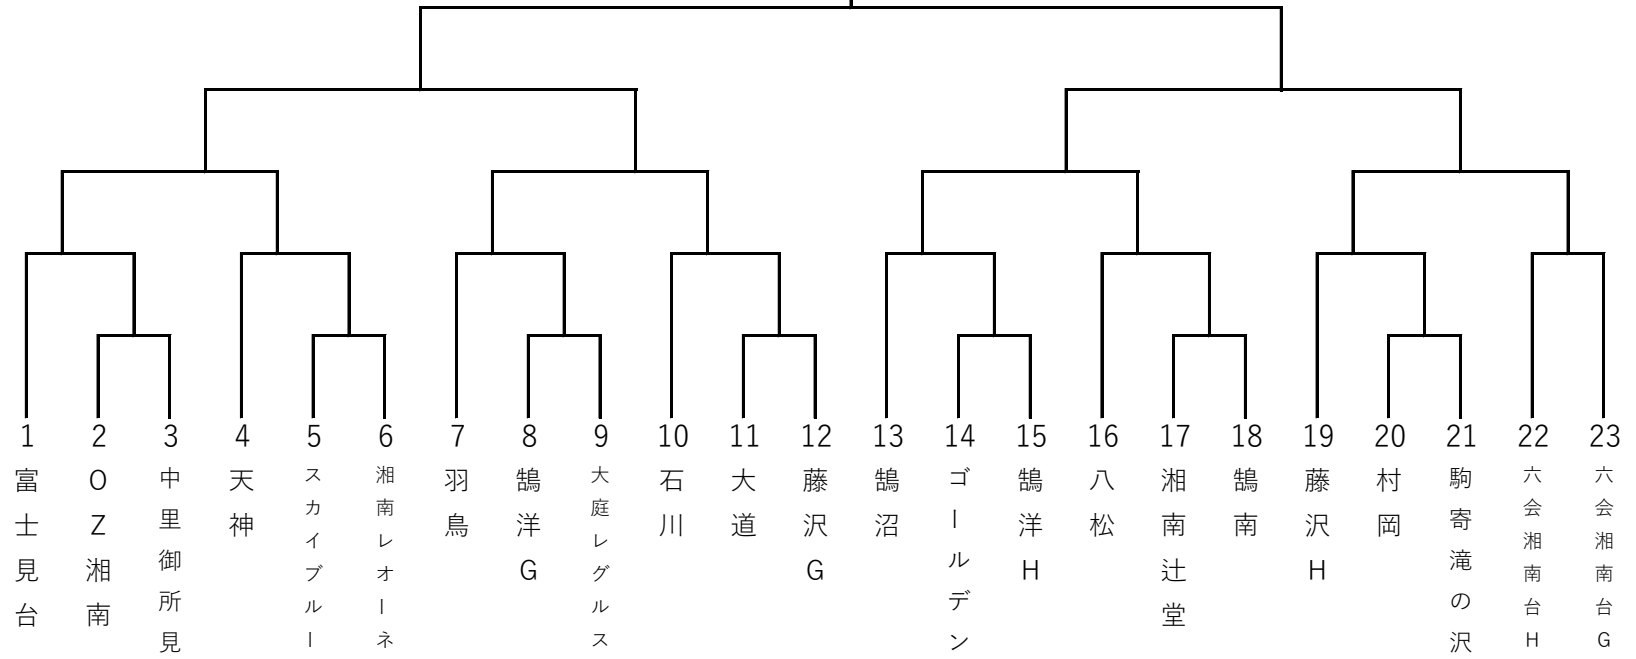 1 2 3 4 5 6 7 8 9 10 11 12 13 14 15 16 17 18 19 20 21 22 23
富士見台
OZ湘南
中里御所見
天神
スカイブルー
湘南レオーネ
羽鳥
鵠洋G
大庭レグルス
石川
大道
藤沢G
鵠沼
ゴールデン
鵠洋H
八松
湘南辻堂
鵠南
藤沢H
村岡
駒寄滝の沢
六会湘南台H
六会湘南台G